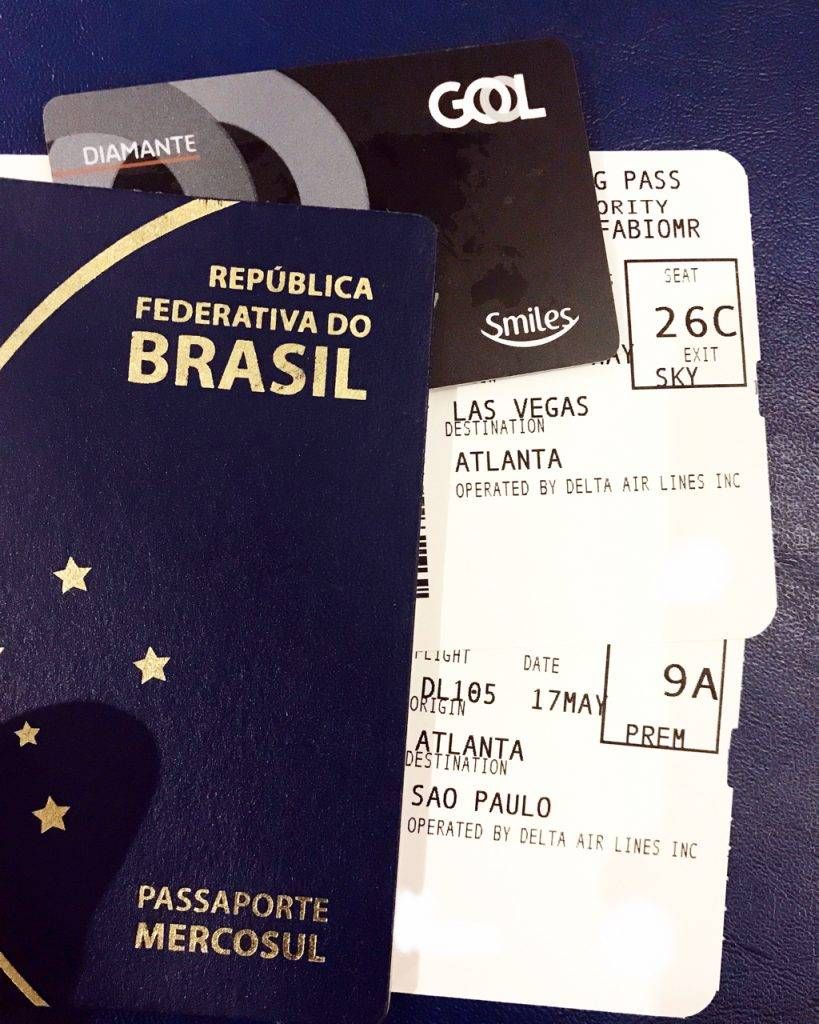 DIAMANTE
GOL
Smiles
REPÚBLICA
FEDERATIVA DO
BRASIL
PASSAPORTE
MERCOSUL
G PASS
ORITY
FABIOMR
SEAT
26C
EXIT
SKY
AY
LAS VEGAS
DESTINATION
ATLANTA
OPERATED BY DELTA AIR LINES INC
FLIGHT DATE
DL105 17MAY
9A
ORIGIN
PREM
ATLANTA
DESTINATION
SAO PAULO
OPERATED BY DELTA AIR LINES INC